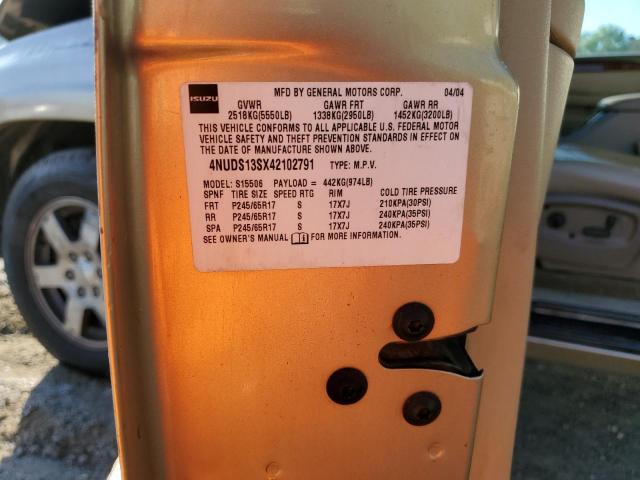 ISUZU MFD BY GENERAL MOTORS CORP. 04/04
GVWR GAWR FRT GAWR RR
2518KG(5550LB) 1338KG(2950LB) 1452KG(3200LB)
THIS VEHICLE CONFORMS TO ALL APPLICABLE U.S. FEDERAL MOTOR
VEHICLE SAFETY AND THEFT PREVENTION STANDARDS IN EFFECT ON
THE DATE OF MANUFACTURE SHOWN ABOVE.
4NUDS13SX42102791 TYPE: M.P.V.
MODEL: S15506 PAYLOAD = 442KG(974LB)
SPNF TIRE SIZE SPEED RTG RIM COLD TIRE PRESSURE
FRT P245/65R17 S 17X7J 210KPA(30PSI)
RR P245/65R17 S 17X7J 240KPA(35PSI)
SPA P245/65R17 S 17X7J 240KPA(35PSI)
SEE OWNER'S MANUAL FOR MORE INFORMATION.